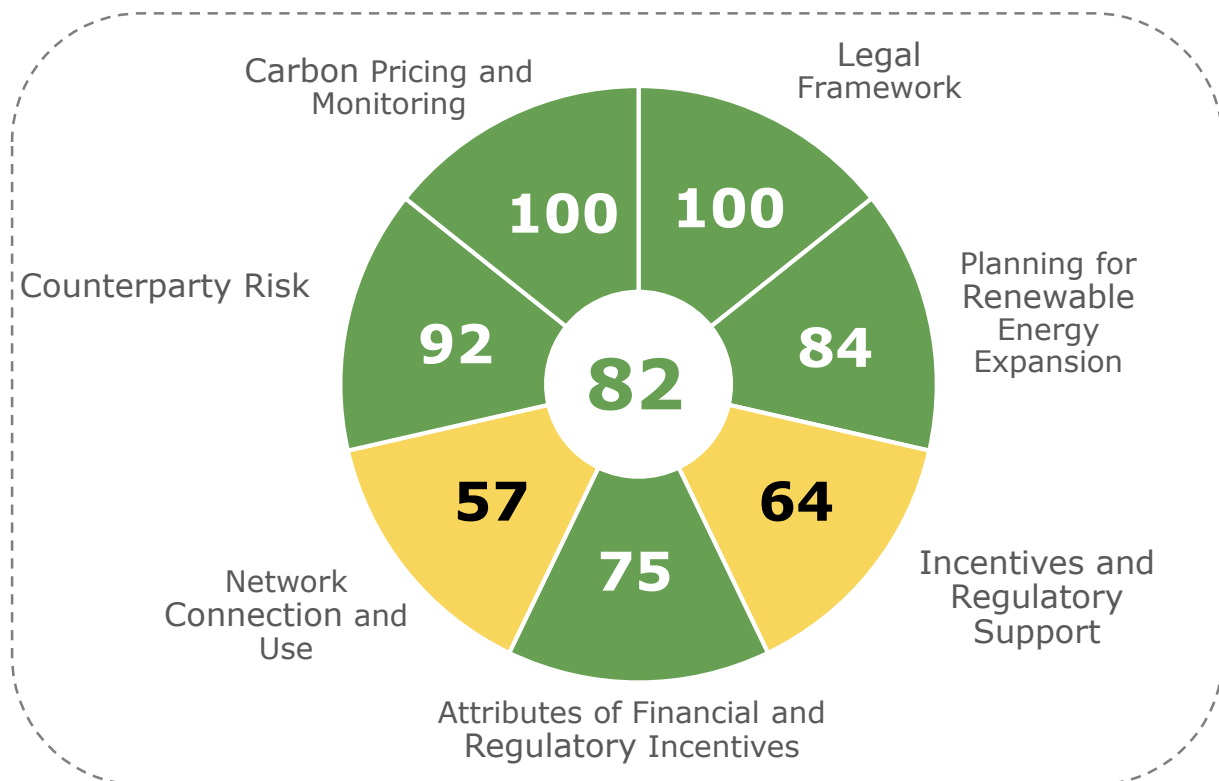 Legal
Framework
100
Planning for
Renewable
Energy
Expansion
84
Incentives and
Regulatory
Support
64
Attributes of Financial and
Regulatory Incentives
75
Network
Connection and
Use
57
Counterparty Risk
92
Carbon Pricing and
Monitoring
100
82